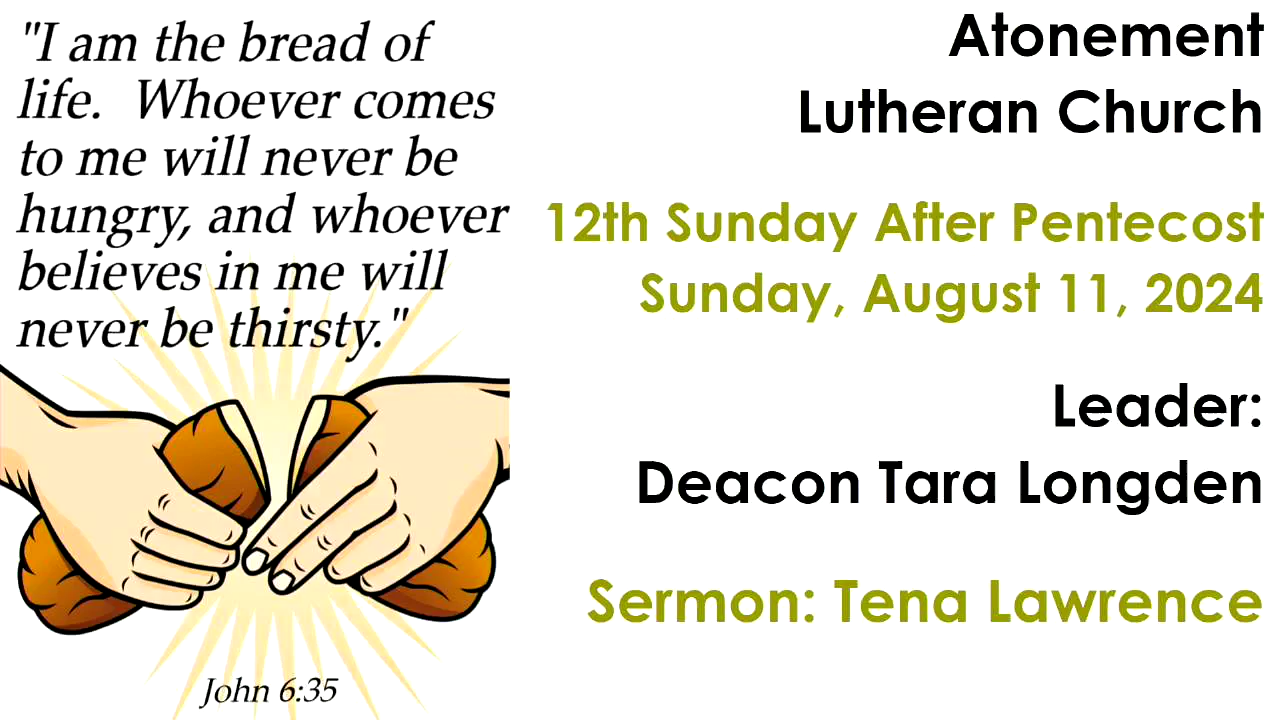 "I am the bread of
life.  Whoever comes
to me will never be
hungry, and whoever
believes in me will
never be thirsty."
John 6:35
Atonement
Lutheran Church
12th Sunday After Pentecost
Sunday, August 11, 2024
Leader:
Deacon Tara Longden
Sermon: Tena Lawrence